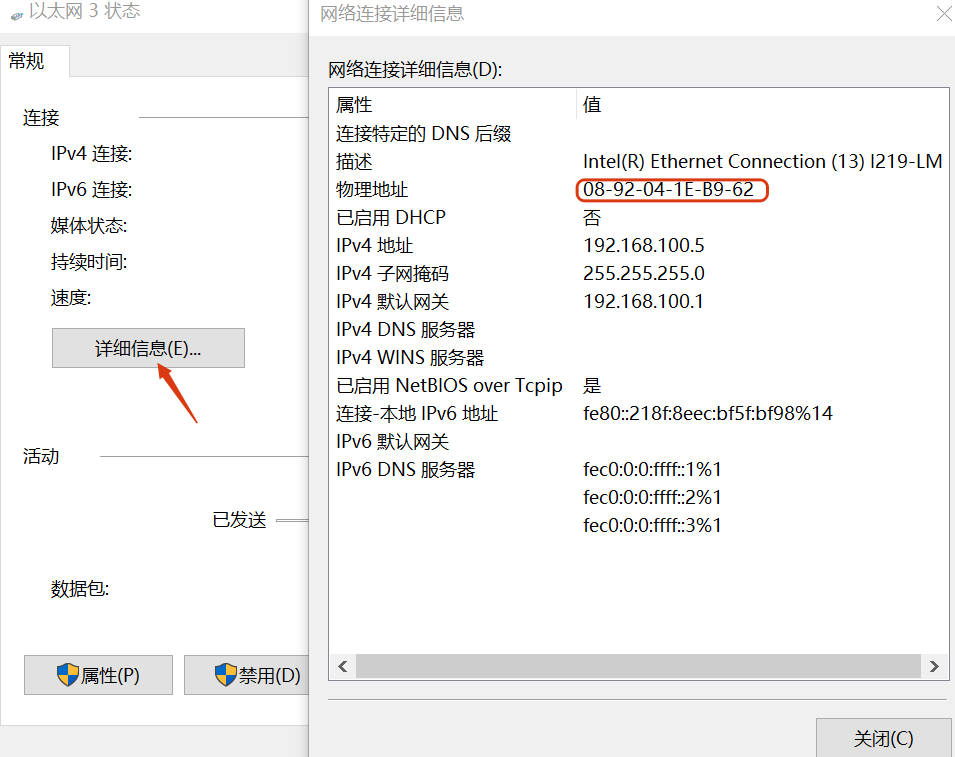 以太网 3 状态
常规
连接
IPv4 连接:
IPv6 连接:
媒体状态:
持续时间:
速度:
详细信息(E)...
活动
已发送
数据包:
属性(P)
禁用(D)
网络连接详细信息
网络连接详细信息(D):
属性 值
连接特定的 DNS 后缀
描述 Intel(R) Ethernet Connection (13) I219-LM
物理地址 08-92-04-1E-B9-62
已启用 DHCP 否
IPv4 地址 192.168.100.5
IPv4 子网掩码 255.255.255.0
IPv4 默认网关 192.168.100.1
IPv4 DNS 服务器
IPv4 WINS 服务器
已启用 NetBIOS over Tcpip 是
连接-本地 IPv6 地址 fe80::218f:8eec:bf5f:bf98%14
IPv6 默认网关
IPv6 DNS 服务器 fec0:0:0:ffff::1%1
fec0:0:0:ffff::2%1
fec0:0:0:ffff::3%1
关闭(C)